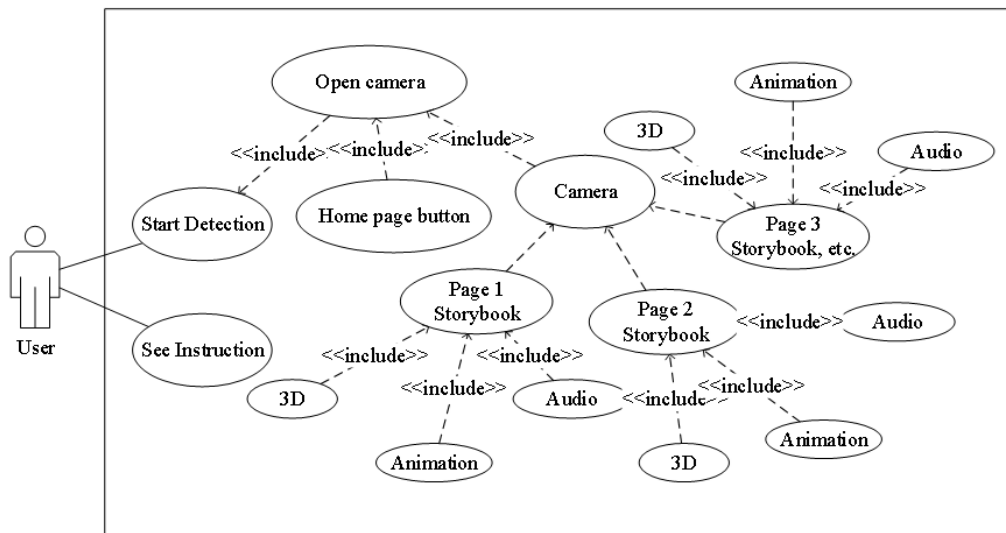 Open camera
Animation
3D
<<include>>
<<include>>
<<include>>
<<include>>
<<include>>
Audio
<<include>>
Camera
Start Detection
Home page button
Page 3
Storybook, etc.
Page 1
Storybook
Page 2
Storybook
<<include>>
Audio
User
See Instruction
<<include>>
<<include>>
<<include>>
<<include>>
<<include>>
3D
Audio
Animation
3D
Animation